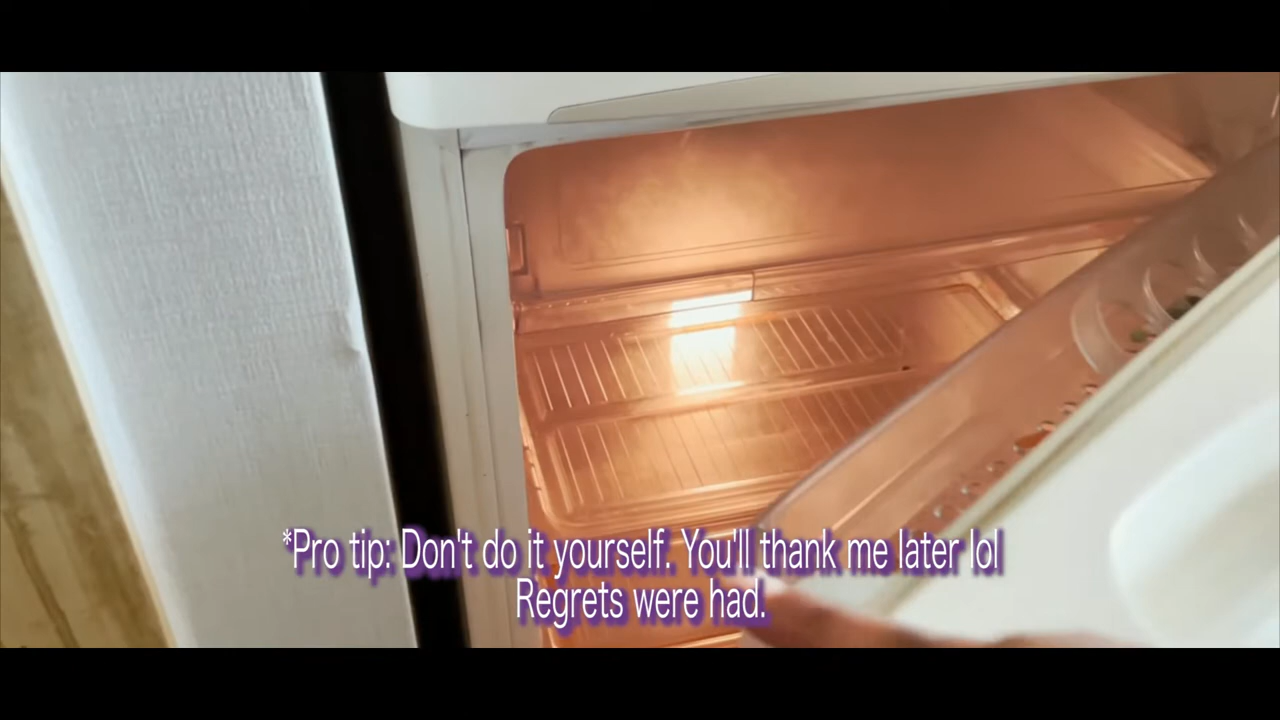 *Pro tip: Don't do it yourself. You'll thank me later lol
Regrets were had.